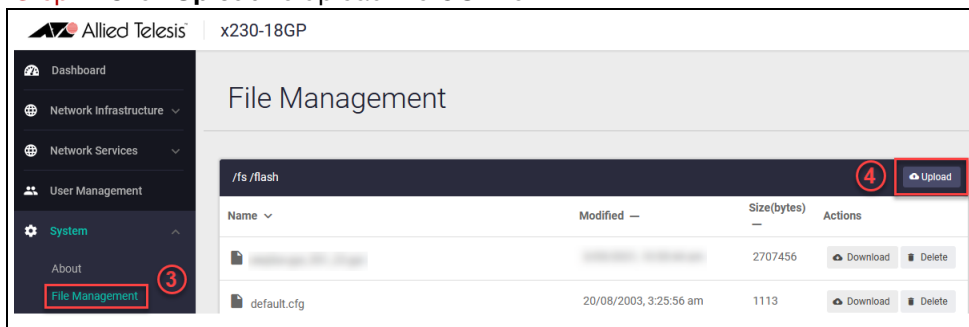 Allied Telesis
x230-18GP
Dashboard
Network Infrastructure
Network Services
User Management
System
About
File Management
3
File Management
/fs /flash
4
Upload
Name
Modified
Size(bytes)
Actions
2707456
Download
Delete
default.cfg
20/08/2003, 3:25:56 am
1113
Download
Delete